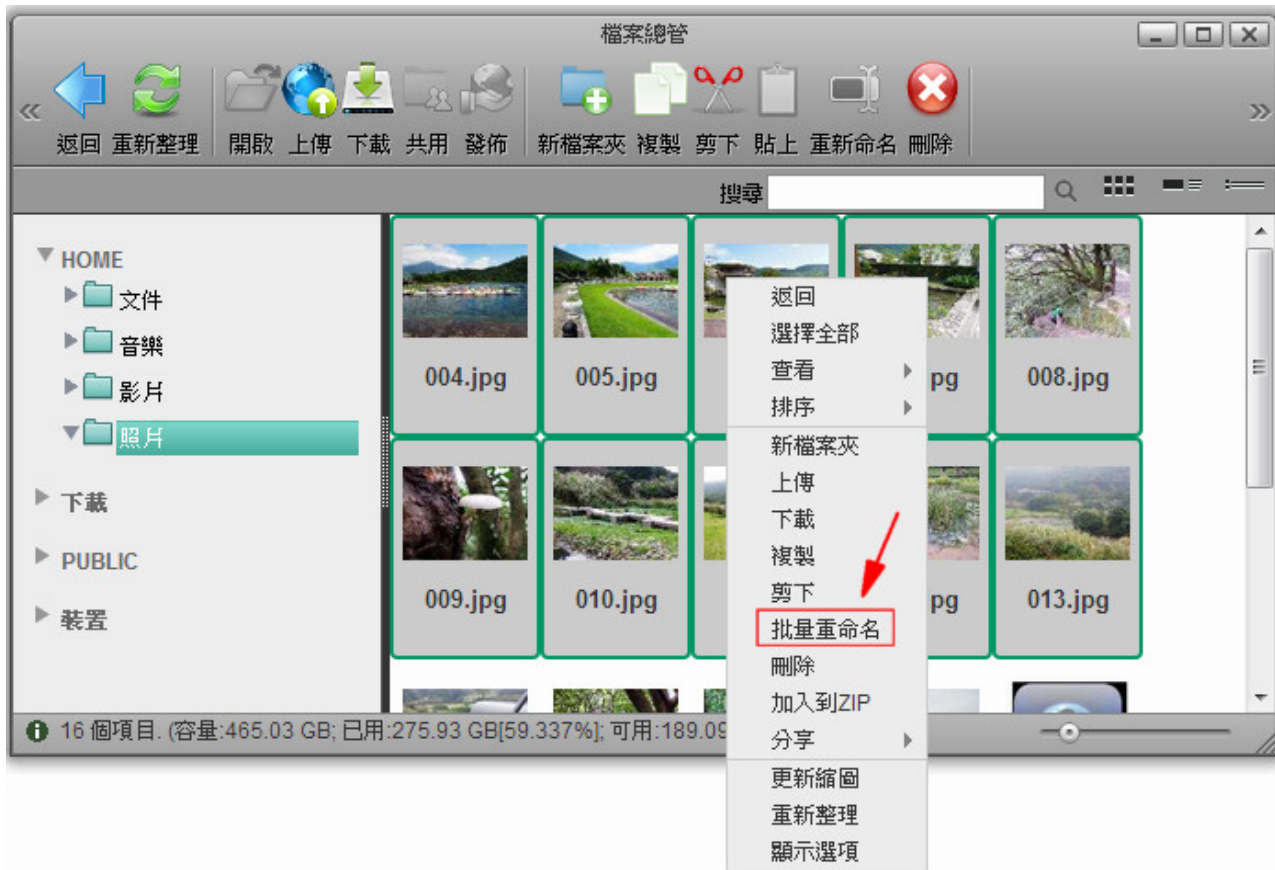 檔案總管
返回 重新整理 開啟 上傳 下載 共用 發佈 新檔案夾 複製 剪下 貼上 重新命名 刪除
搜尋
HOME
文件
音樂
影片
照片
下載
PUBLIC
裝置
004.jpg 005.jpg pg 008.jpg
009.jpg 010.jpg pg 013.jpg
返回
選擇全部
查看
排序
新檔案夾
上傳
下載
複製
剪下
批量重命名
刪除
加入到ZIP
分享
更新縮圖
重新整理
顯示選項
16 個項目. (容量:465.03 GB; 已用:275.93 GB[59.337%]; 可用:189.09